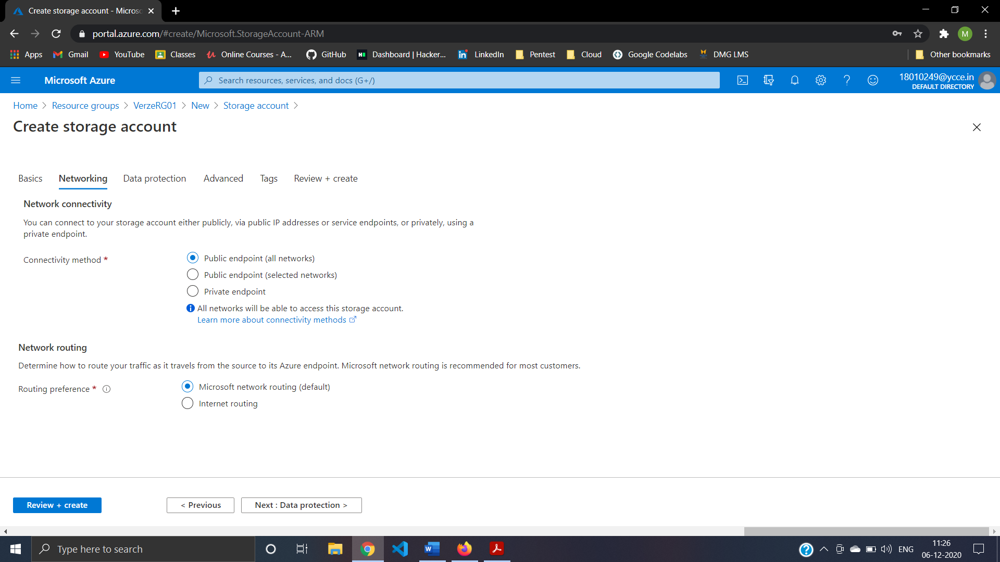 Create storage account - Microso
portal.azure.com/#create/Microsoft.StorageAccount-ARM
M
Apps Gmail YouTube Classes Online Courses - A... GitHub Dashboard | Hacker... LinkedIn Pentest Cloud Google Codelabs DMG LMS Other bookmarks
Microsoft Azure
Search resources, services, and docs (G+/)
18010249@ycce.in
DEFAULT DIRECTORY
Home > Resource groups > VerzeRG01 > New > Storage account >
Create storage account
Basics Networking Data protection Advanced Tags Review + create
Network connectivity
You can connect to your storage account either publicly, via public IP addresses or service endpoints, or privately, using a
private endpoint.
Connectivity method *
Public endpoint (all networks)
Public endpoint (selected networks)
Private endpoint
All networks will be able to access this storage account.
Learn more about connectivity methods
Network routing
Determine how to route your traffic as it travels from the source to its Azure endpoint. Microsoft network routing is recommended for most customers.
Routing preference *
Microsoft network routing (default)
Internet routing
Review + create
< Previous
Next : Data protection >
Type here to search
ENG
11:26
06-12-2020